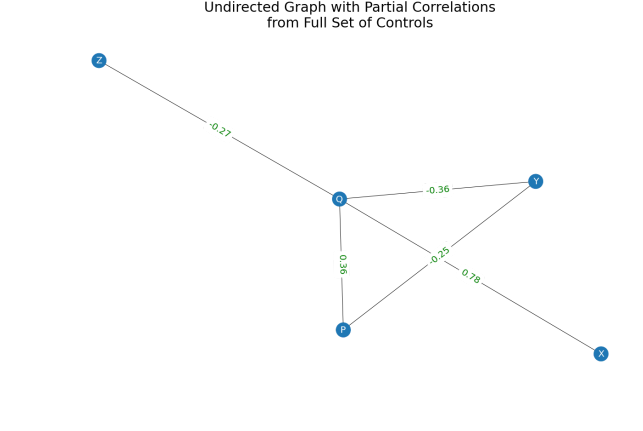 Undirected Graph with Partial Correlations
from Full Set of Controls
Z
-0.27
Y
-0.36
Q
-0.25
0.36
0.78
P
X